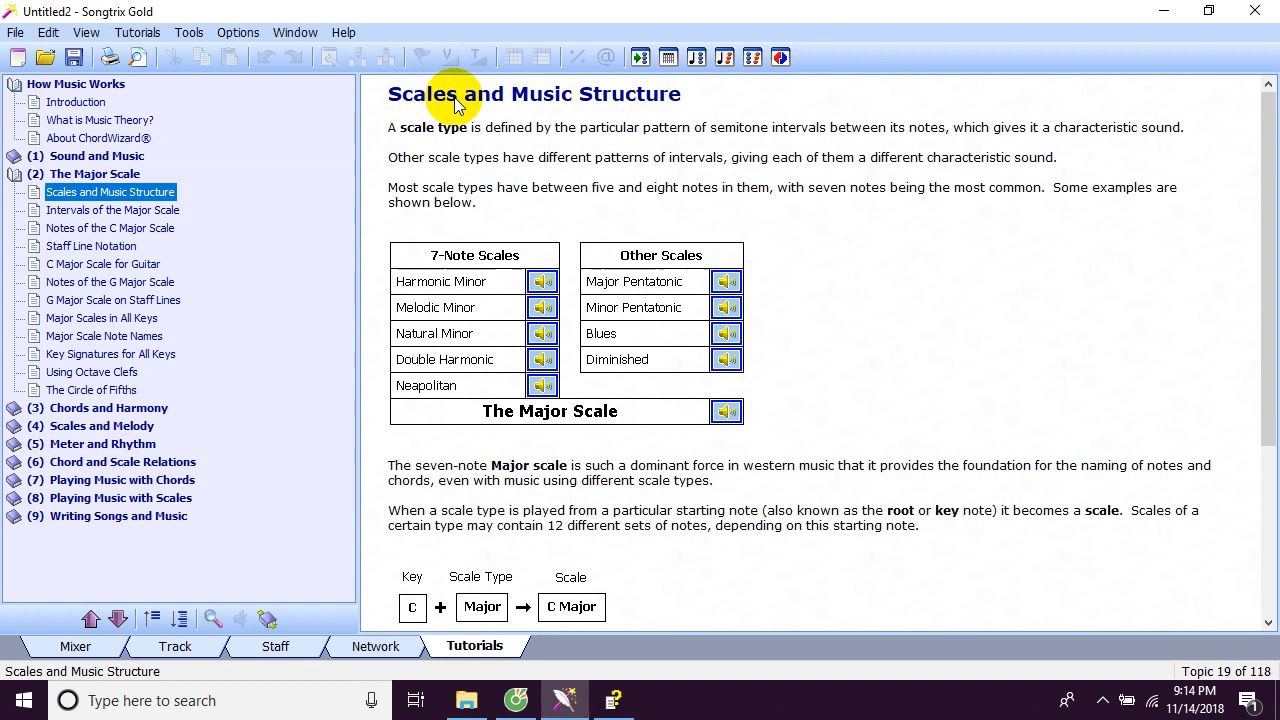 Untitled2 - Songtrix Gold
File Edit View Tutorials Tools Options Window Help
How Music Works
Introduction
What is Music Theory?
About ChordWizard®
(1) Sound and Music
(2) The Major Scale
Scales and Music Structure
Intervals of the Major Scale
Notes of the C Major Scale
Staff Line Notation
C Major Scale for Guitar
Notes of the G Major Scale
G Major Scale on Staff Lines
Major Scales in All Keys
Major Scale Note Names
Key Signatures for All Keys
Using Octave Clefs
The Circle of Fifths
(3) Chords and Harmony
(4) Scales and Melody
(5) Meter and Rhythm
(6) Chord and Scale Relations
(7) Playing Music with Chords
(8) Playing Music with Scales
(9) Writing Songs and Music
Scales and Music Structure
A scale type is defined by the particular pattern of semitone intervals between its notes, which gives it a characteristic sound.
Other scale types have different patterns of intervals, giving each of them a different characteristic sound.
Most scale types have between five and eight notes in them, with seven notes being the most common. Some examples are
shown below.
7-Note Scales Other Scales
Harmonic Minor Major Pentatonic
Melodic Minor Minor Pentatonic
Natural Minor Blues
Double Harmonic Diminished
Neapolitan
The Major Scale
The seven-note Major scale is such a dominant force in western music that it provides the foundation for the naming of notes and
chords, even with music using different scale types.
When a scale type is played from a particular starting note (also known as the root or key note) it becomes a scale. Scales of a
certain type may contain 12 different sets of notes, depending on this starting note.
Key Scale Type Scale
C + Major → C Major
Mixer Track Staff Network Tutorials
Scales and Music Structure Topic 19 of 118
Type here to search
9:14 PM
11/14/2018
1